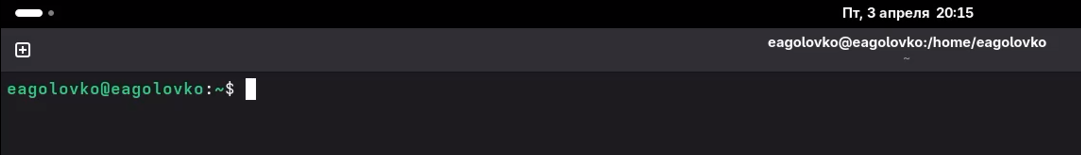 Пт, 3 апреля 20:15
eagolovko@eagolovko:/home/eagolovko
~
eagolovko@eagolovko:~$